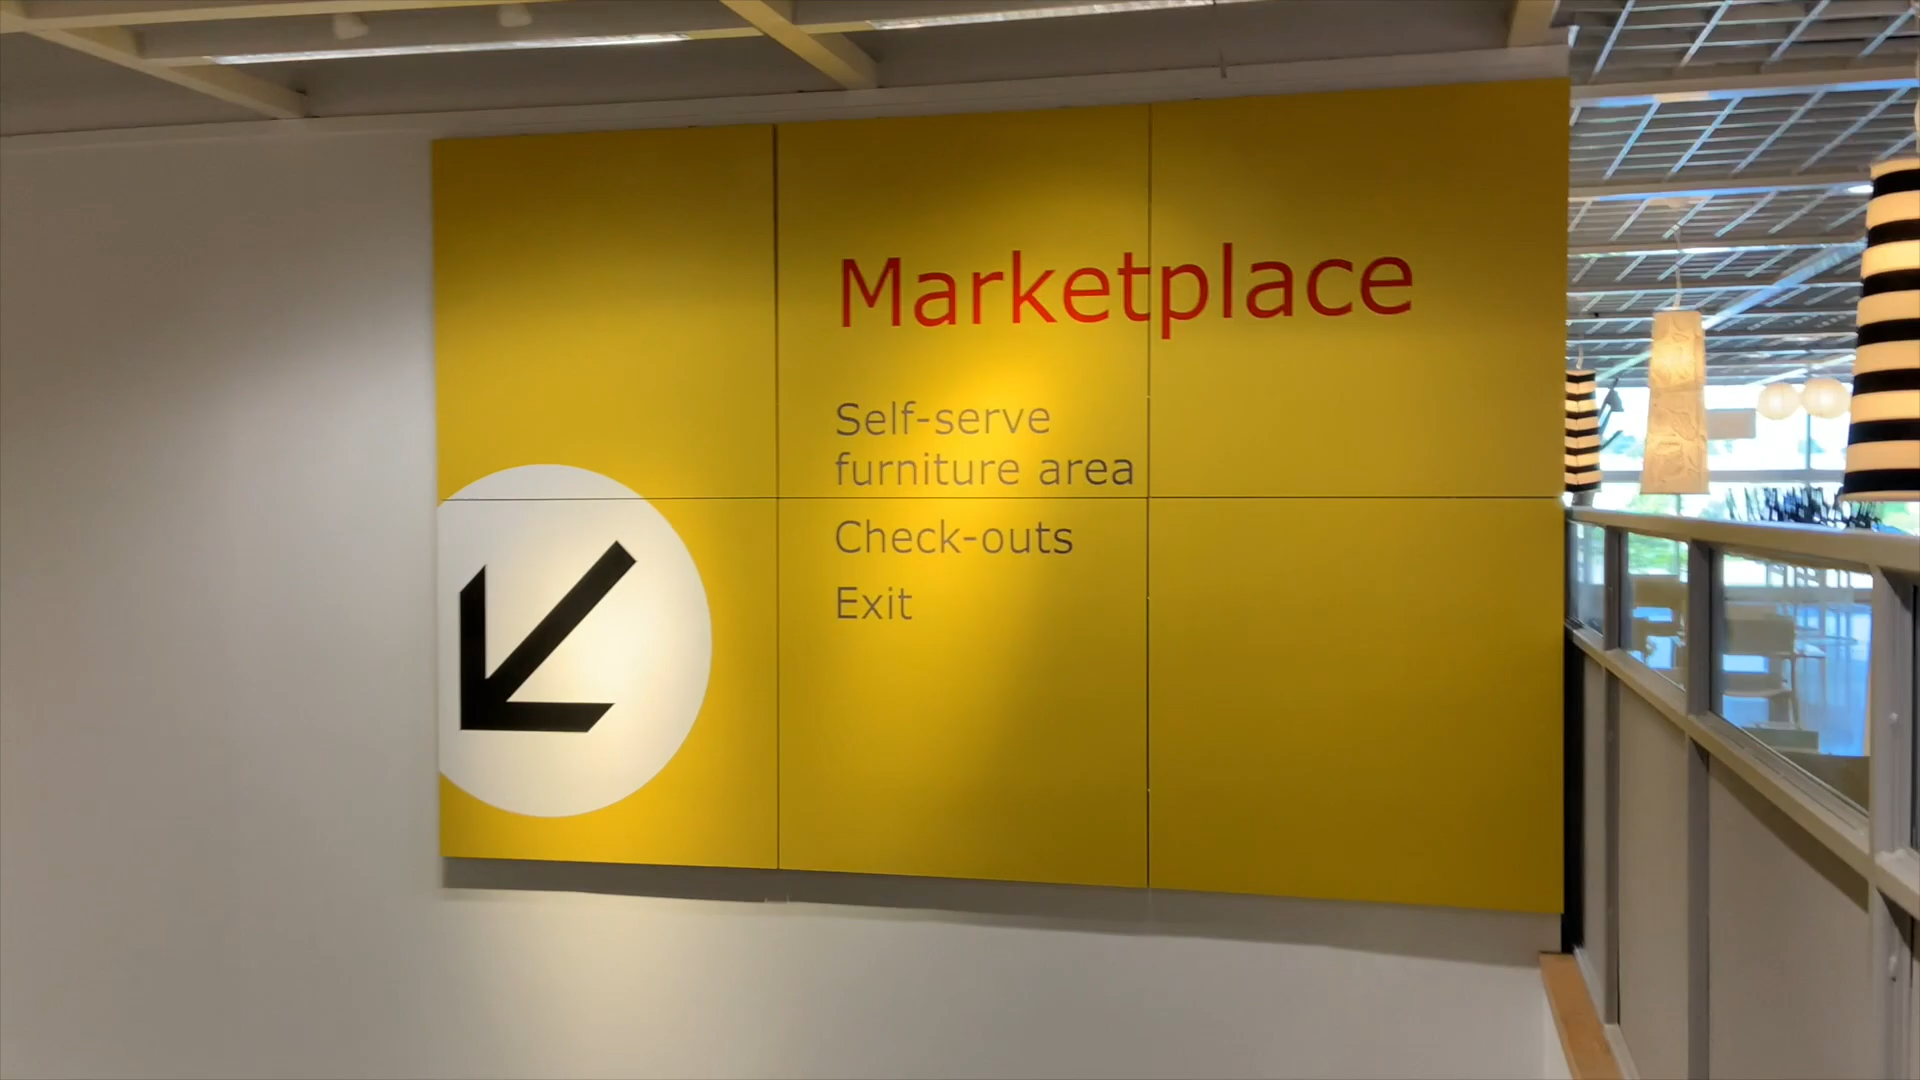 Marketplace
Self-serve
furniture area
Check-outs
Exit